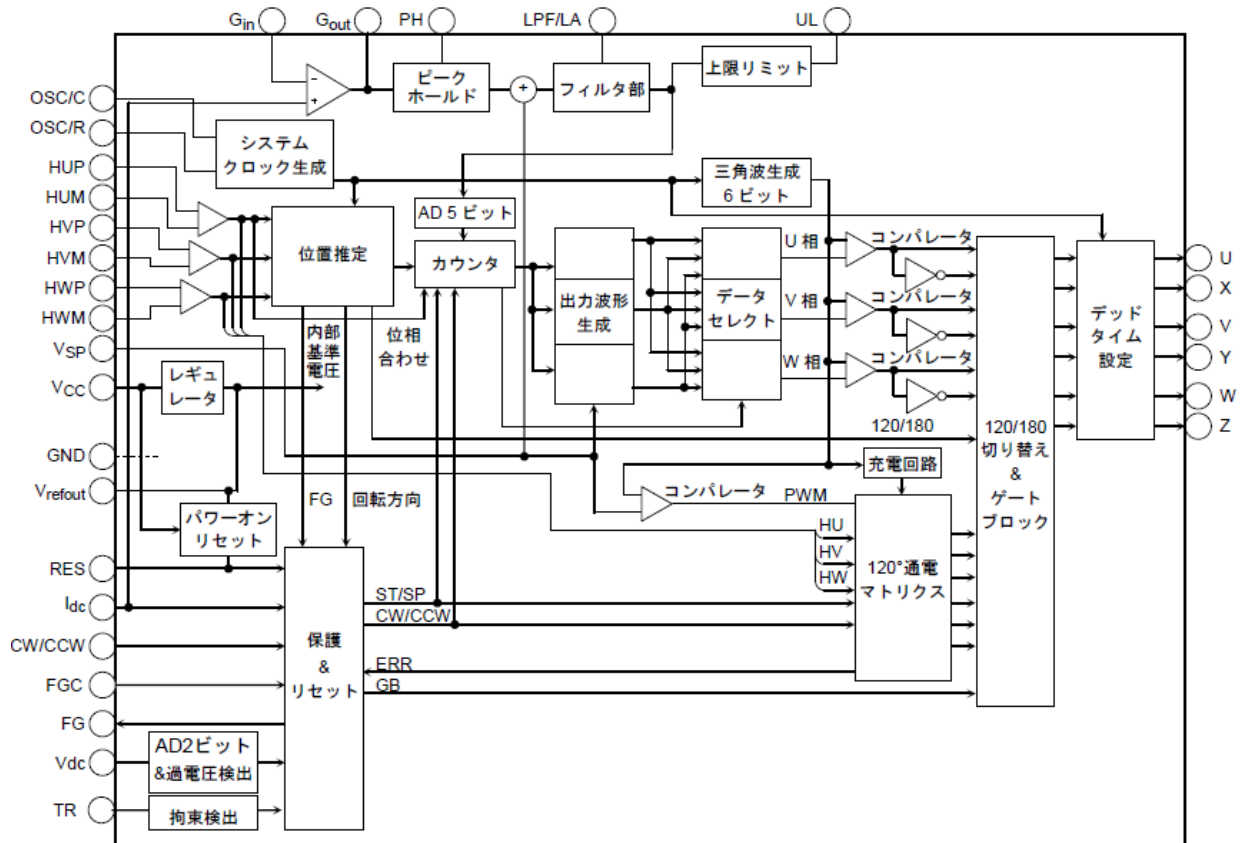 Gin
Gout
PH
LPF/LA
UL
OSC/C
OSC/R
HUP
HUM
HVP
HVM
HWP
HWM
VSP
VCC
GND
Vrefout
RES
Idc
CW/CCW
FGC
FG
Vdc
TR
−
+
ピーク
ホールド
+
フィルタ部
上限リミット
システム
クロック生成
三角波生成
6 ビット
AD 5 ビット
位置推定
カウンタ
出力波形
生成
データ
セレクト
U 相
V 相
W 相
コンパレータ
コンパレータ
コンパレータ
内部
基準
電圧
位相
合わせ
レギュ
レータ
パワーオン
リセット
FG
回転方向
120/180
120/180
切り替え
&
ゲート
ブロック
デッド
タイム
設定
U
X
V
Y
W
Z
充電回路
コンパレータ
PWM
HU
HV
HW
120°通電
マトリクス
ST/SP
CW/CCW
ERR
GB
保護
&
リセット
AD2ビット
&過電圧検出
拘束検出